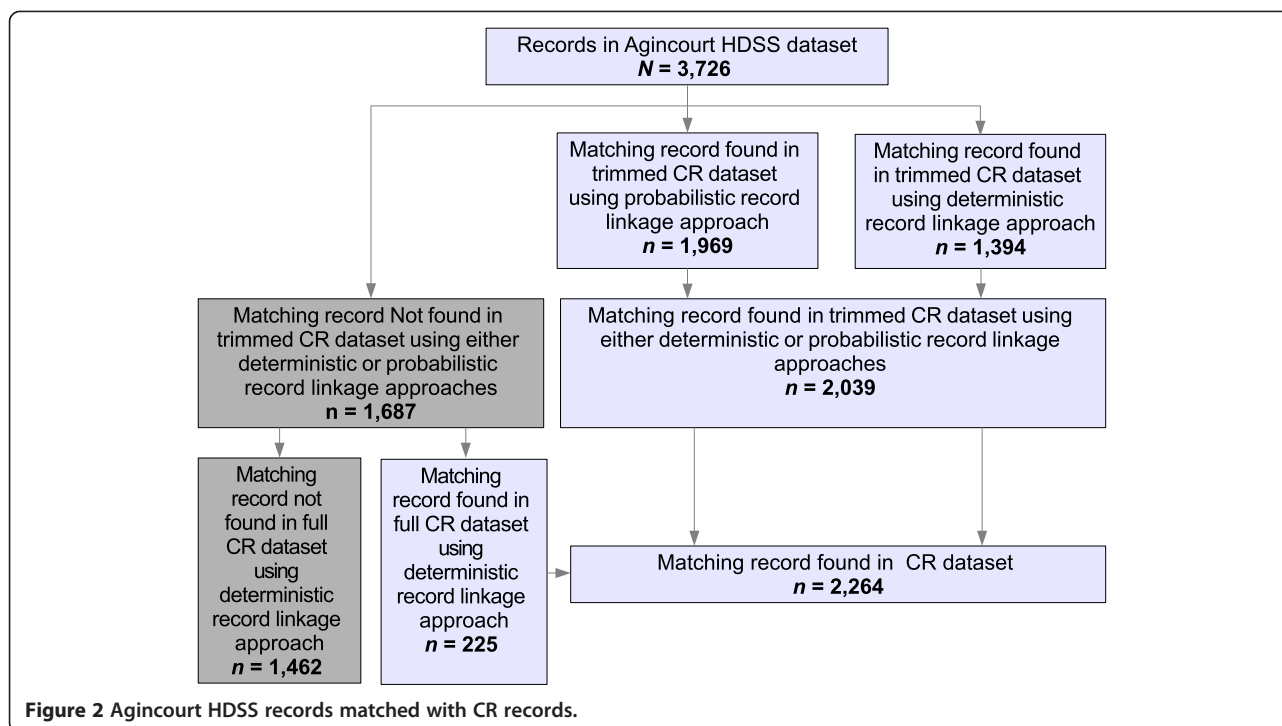 Records in Agincourt HDSS dataset
N = 3,726
Matching record found in
trimmed CR dataset
using probabilistic record
linkage approach
n = 1,969
Matching record found
in trimmed CR dataset
using deterministic
record linkage approach
n = 1,394
Matching record Not found in
trimmed CR dataset using either
deterministic or probabilistic
record linkage approaches
n = 1,687
Matching record found in trimmed CR dataset using
either deterministic or probabilistic record linkage
approaches
n = 2,039
Matching
record not
found in full
CR dataset
using
deterministic
record linkage
approach
n = 1,462
Matching
record found in
full CR dataset
using
deterministic
record linkage
approach
n = 225
Matching record found in CR dataset
n = 2,264
Figure 2 Agincourt HDSS records matched with CR records.